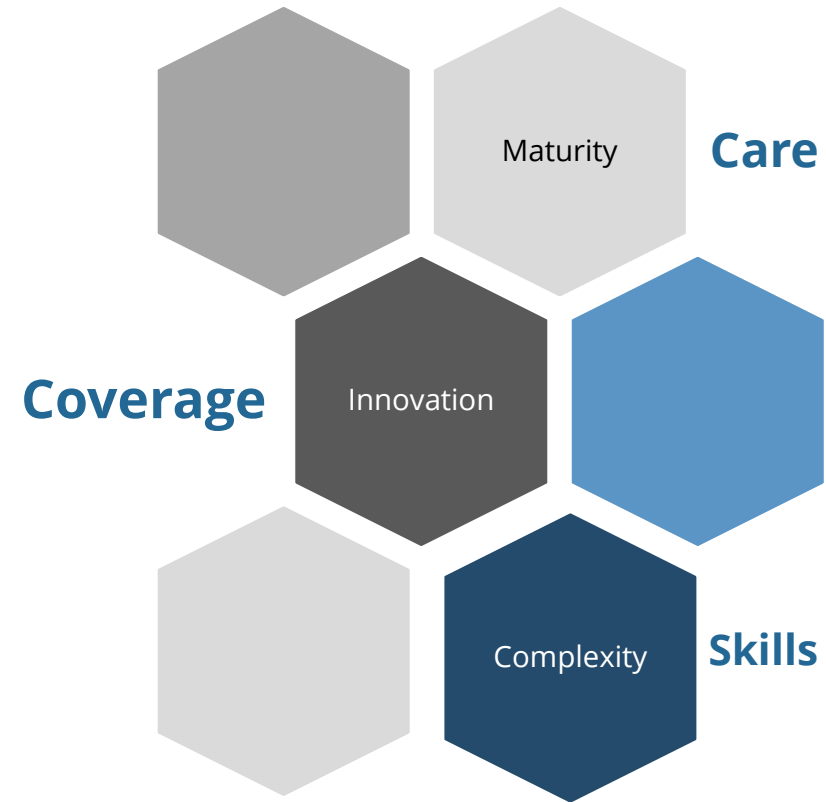 Maturity
Care
Coverage
Innovation
Complexity
Skills